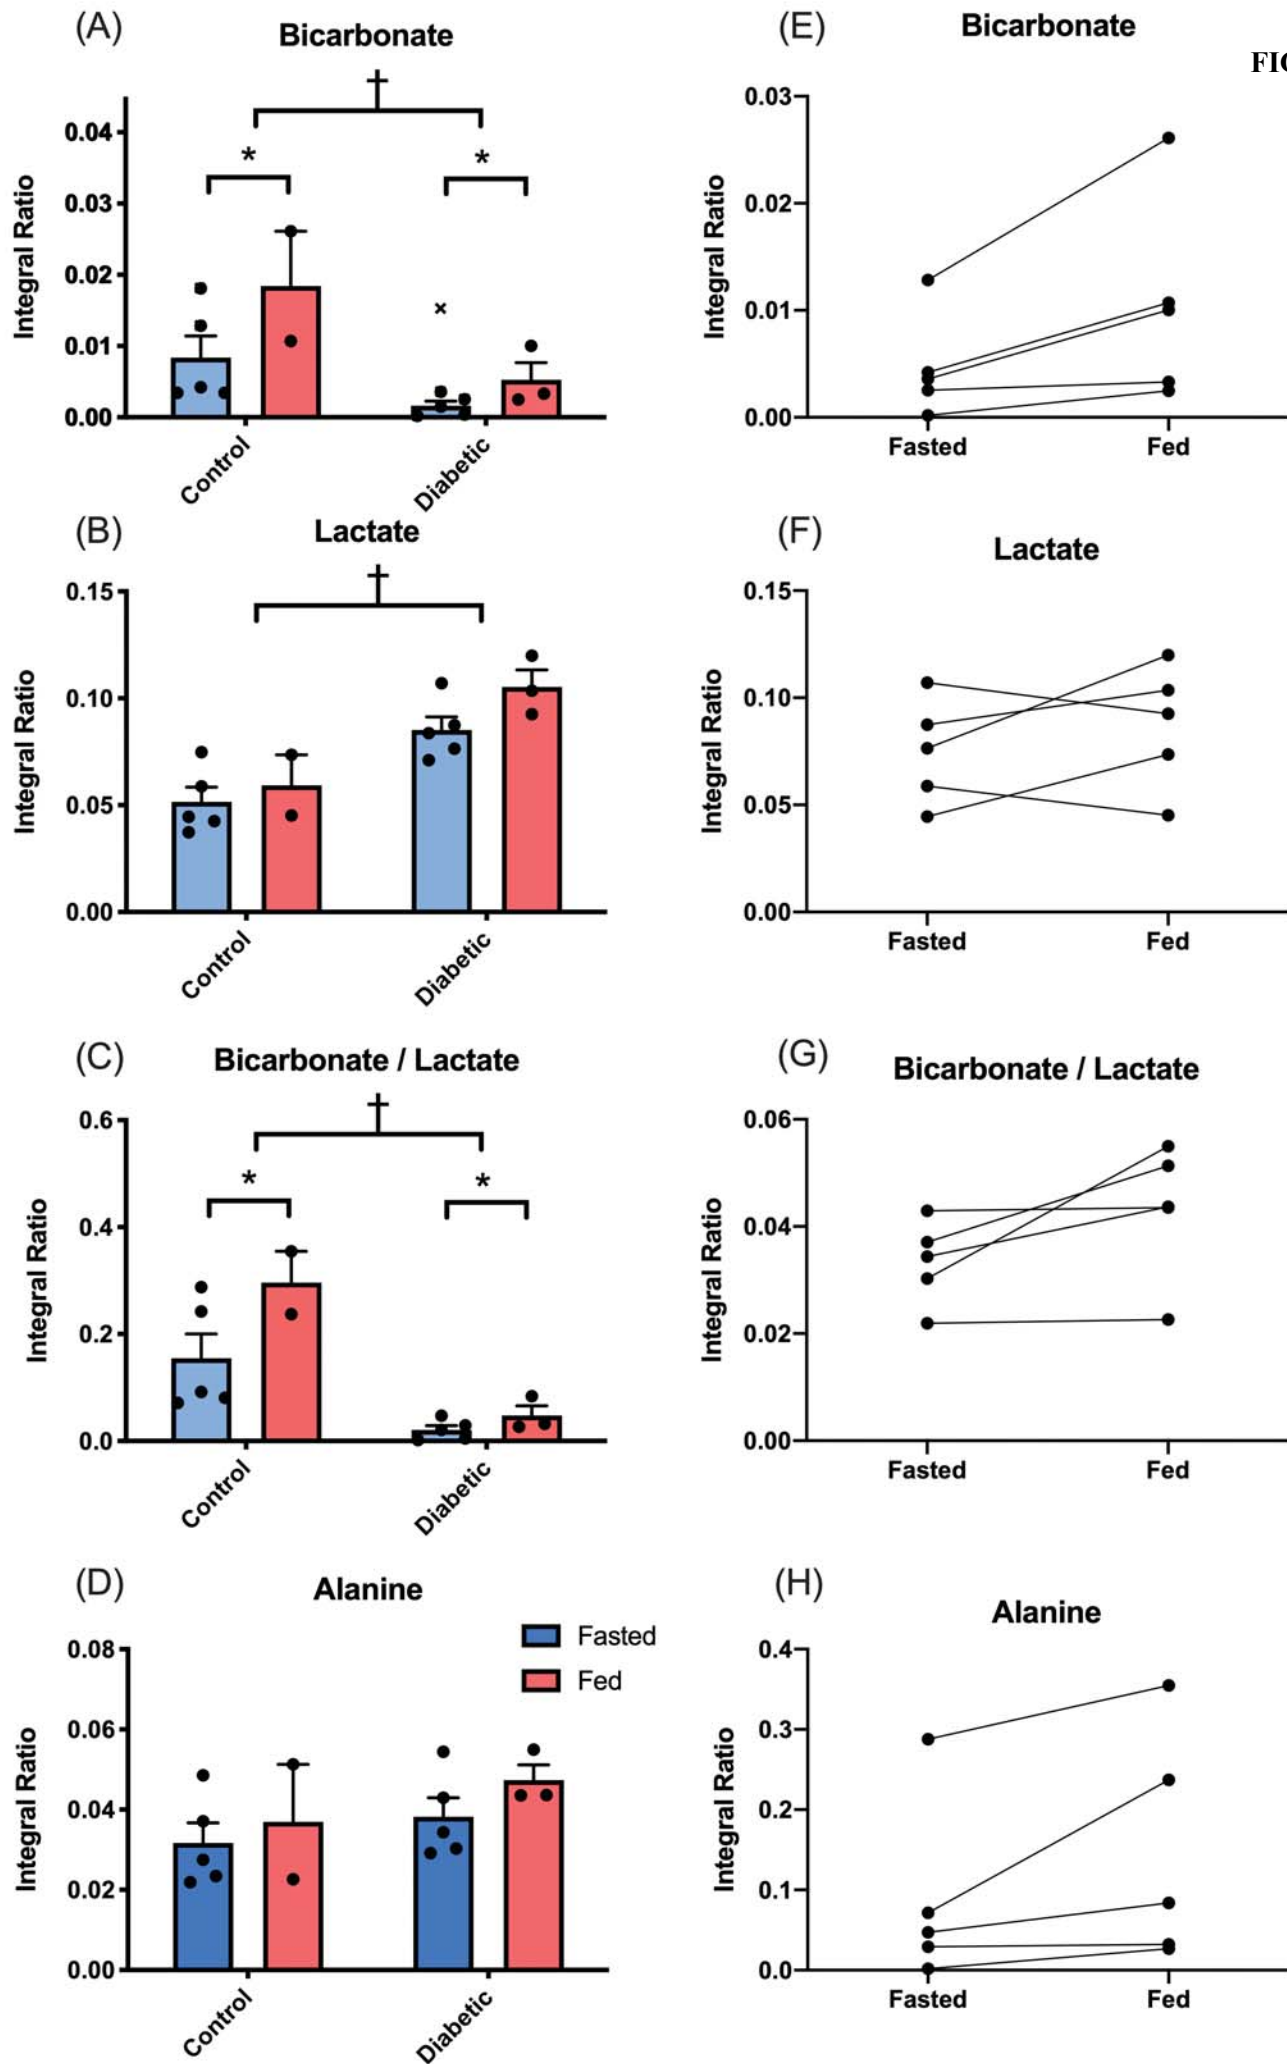 (A)
Bicarbonate
Integral Ratio
0.04
0.03
0.02
0.01
0.00
*
*
×
Control
Diabetic
(E)
Bicarbonate
FIG
Integral Ratio
0.03
0.02
0.01
0.00
Fasted
Fed
(B)
Lactate
Integral Ratio
0.15
0.10
0.05
0.00
†
Control
Diabetic
(F)
Lactate
Integral Ratio
0.15
0.10
0.05
0.00
Fasted
Fed
(C)
Bicarbonate / Lactate
Integral Ratio
0.6
0.4
0.2
0.0
†
*
*
Control
Diabetic
(G)
Bicarbonate / Lactate
Integral Ratio
0.06
0.04
0.02
0.00
Fasted
Fed
(D)
Alanine
Fasted
Fed
Integral Ratio
0.08
0.06
0.04
0.02
0.00
Control
Diabetic
(H)
Alanine
Integral Ratio
0.4
0.3
0.2
0.1
0.0
Fasted
Fed